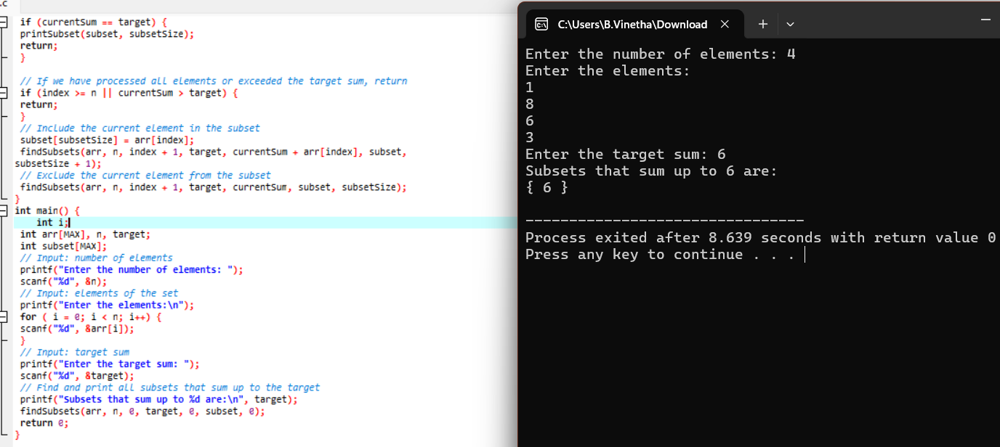 .c
if (currentSum == target) {
printSubset(subset, subsetSize);
return;
}
// If we have processed all elements or exceeded the target sum, return
if (index >= n || currentSum > target) {
return;
}
// Include the current element in the subset
subset[subsetSize] = arr[index];
findSubsets(arr, n, index + 1, target, currentSum + arr[index], subset,
subsetSize + 1);
// Exclude the current element from the subset
findSubsets(arr, n, index + 1, target, currentSum, subset, subsetSize);
}
int main() {
int i;
int arr[MAX], n, target;
int subset[MAX];
// Input: number of elements
printf("Enter the number of elements: ");
scanf("%d", &n);
// Input: elements of the set
printf("Enter the elements:\n");
for ( i = 0; i < n; i++) {
scanf("%d", &arr[i]);
}
// Input: target sum
printf("Enter the target sum: ");
scanf("%d", &target);
// Find and print all subsets that sum up to the target
printf("Subsets that sum up to %d are:\n", target);
findSubsets(arr, n, 0, target, 0, subset, 0);
return 0;
}
C:\Users\B.Vinetha\Download
Enter the number of elements: 4
Enter the elements:
1
8
6
3
Enter the target sum: 6
Subsets that sum up to 6 are:
{ 6 }
--------------------------------
Process exited after 8.639 seconds with return value 0
Press any key to continue . . .